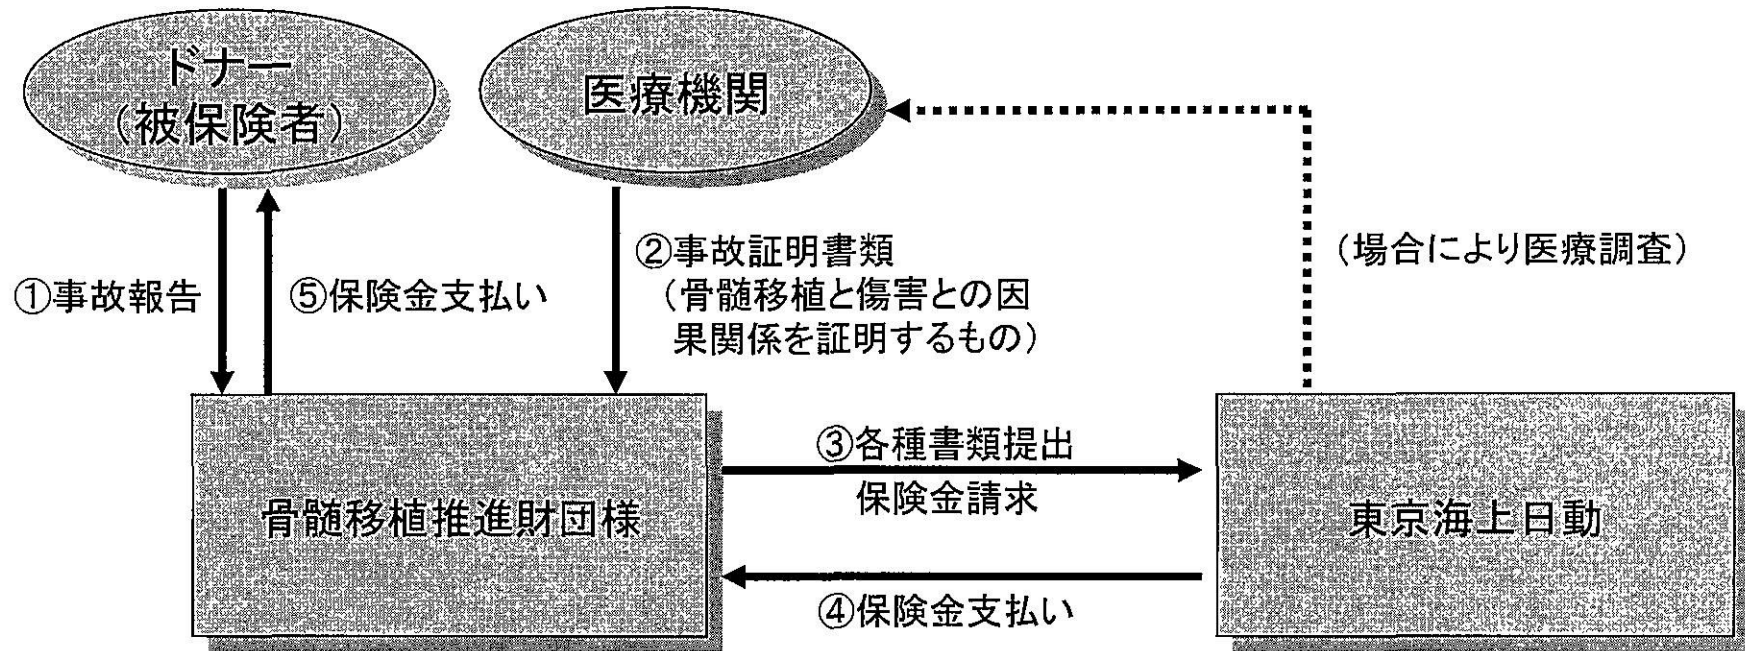 ドナー
(被保険者)
医療機関
①事故報告
⑤保険金支払い
②事故証明書類
(骨髄移植と傷害との因
果関係を証明するもの)
(場合により医療調査)
骨髄移植推進財団様
③各種書類提出
保険金請求
④保険金支払い
東京海上日動